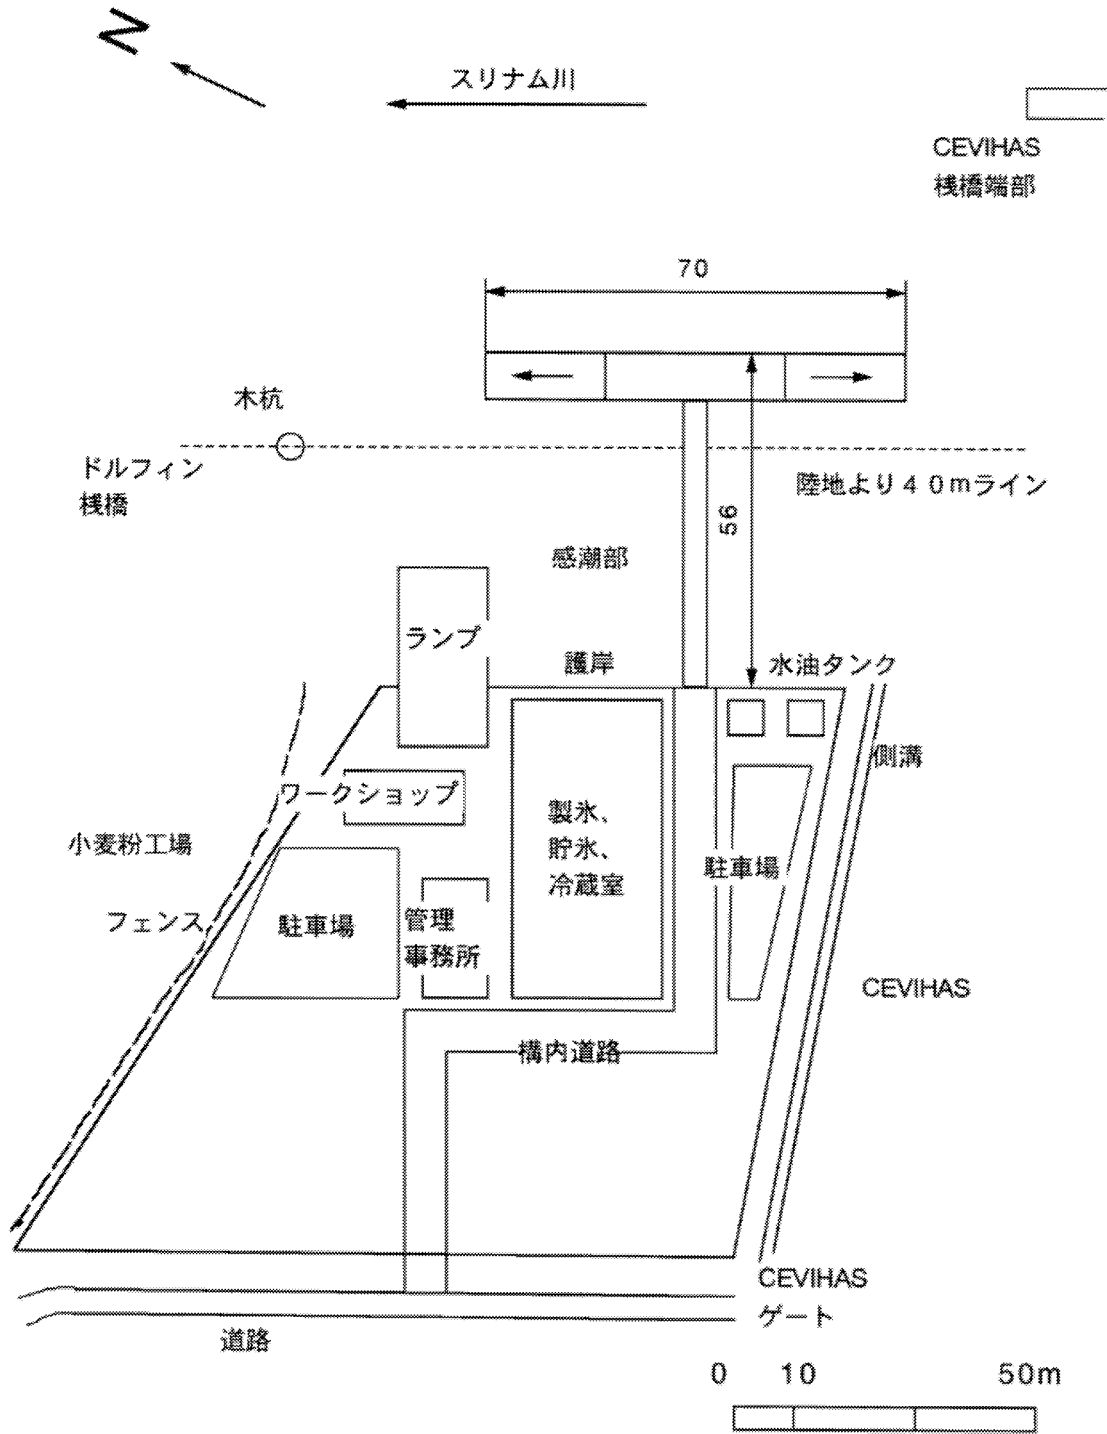 N
スリナム川
CEVIHAS
桟橋端部
70
木杭
ドルフィン
桟橋
陸地より40mライン
56
感潮部
ランプ
護岸
水油タンク
側溝
ワークショップ
製氷、
貯氷、
冷蔵室
小麦粉工場
駐車場
フェンス
駐車場
管理
事務所
CEVIHAS
構内道路
CEVIHAS
ゲート
道路
0 10 50m